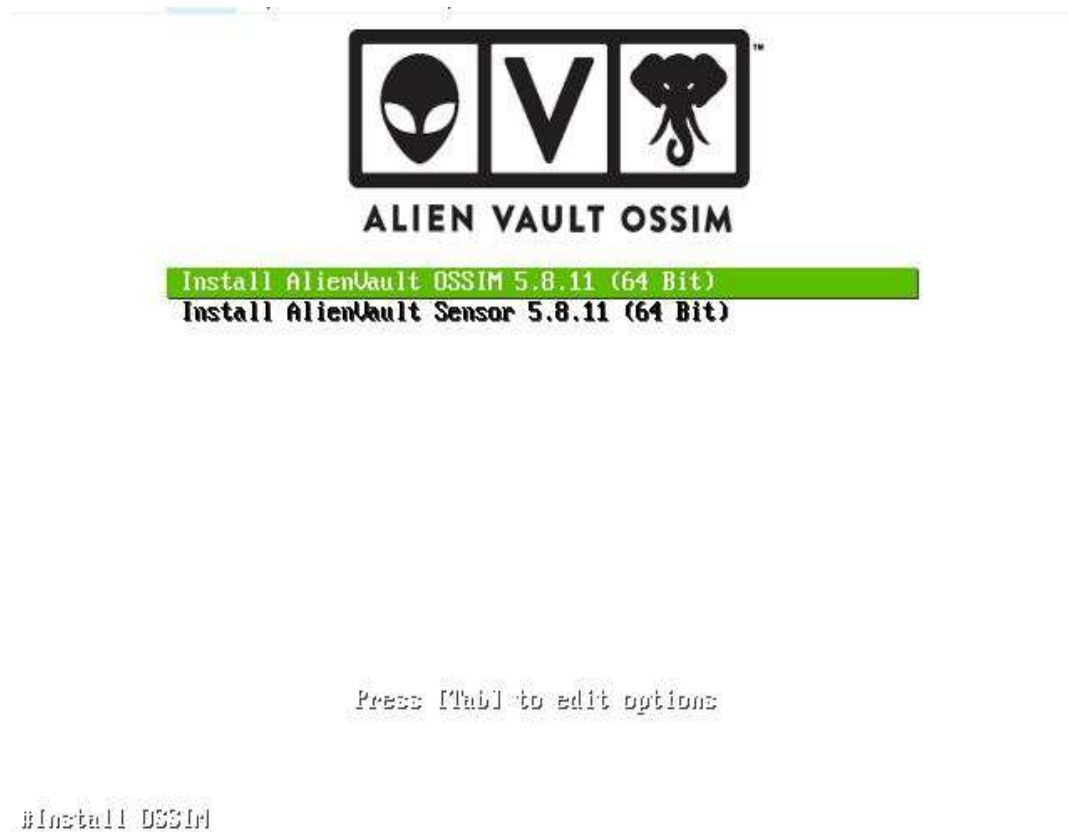 V
™
ALIEN VAULT OSSIM
Install AlienVault OSSIM 5.8.11 (64 Bit)
Install AlienVault Sensor 5.8.11 (64 Bit)
Press [Tab] to edit options
#Install OSSIM